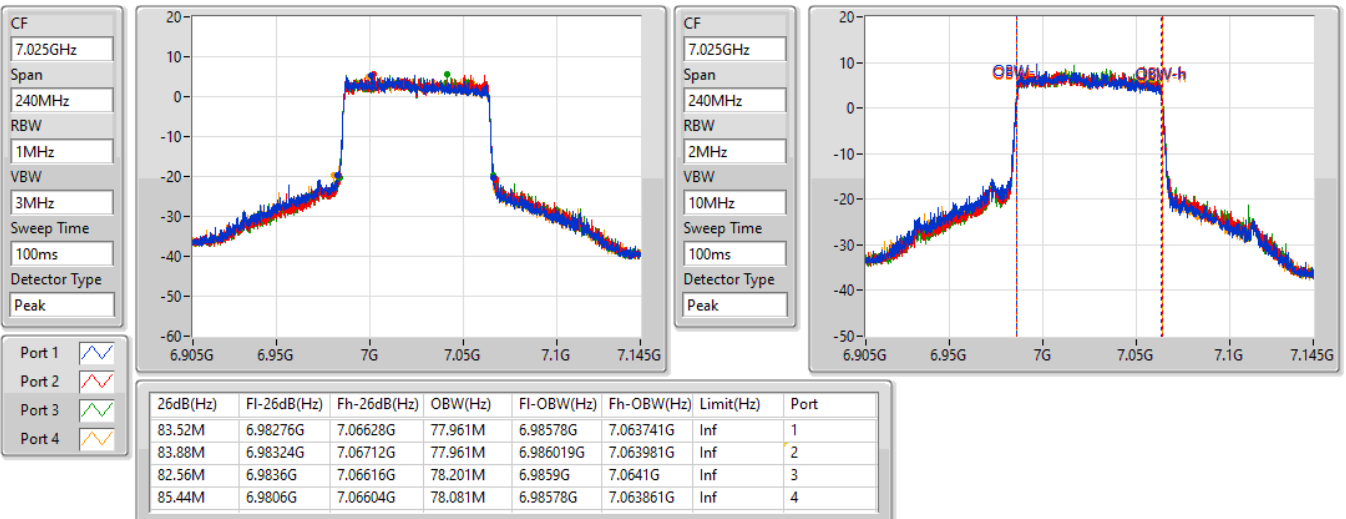 CF
7.025GHz
Span
240MHz
RBW
1MHz
VBW
3MHz
Sweep Time
100ms
Detector Type
Peak
20
10
0
-10
-20
-30
-40
-50
-60
6.905G 6.95G 7G 7.05G 7.1G 7.145G
CF
7.025GHz
Span
240MHz
RBW
2MHz
VBW
10MHz
Sweep Time
100ms
Detector Type
Peak
20
10
0
-10
-20
-30
-40
-50
OBW-l OBW-h
6.905G 6.95G 7G 7.05G 7.1G 7.145G
Port 1
Port 2
Port 3
Port 4
26dB(Hz) Fl-26dB(Hz) Fh-26dB(Hz) OBW(Hz) Fl-OBW(Hz) Fh-OBW(Hz) Limit(Hz) Port
83.52M 6.98276G 7.06628G 77.961M 6.98578G 7.063741G Inf 1
83.88M 6.98324G 7.06712G 77.961M 6.986019G 7.063981G Inf 2
82.56M 6.9836G 7.06616G 78.201M 6.9859G 7.0641G Inf 3
85.44M 6.9806G 7.06604G 78.081M 6.98578G 7.063861G Inf 4